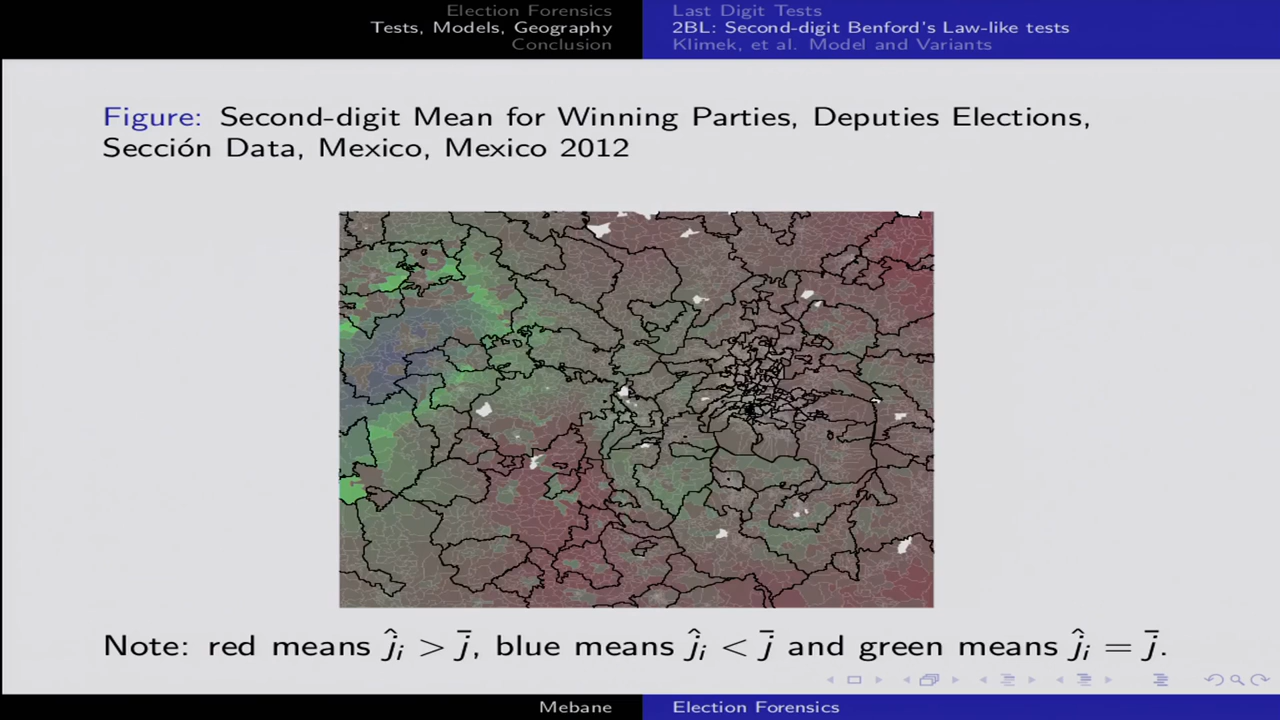 Election Forensics
Tests, Models, Geography
Conclusion
Last Digit Tests
2BL: Second-digit Benford's Law-like tests
Klimek, et al. Model and Variants
Figure: Second-digit Mean for Winning Parties, Deputies Elections,
Sección Data, Mexico, Mexico 2012
Note: red means ĵᵢ > j̄, blue means ĵᵢ < j̄ and green means ĵᵢ = j̄.
Mebane
Election Forensics